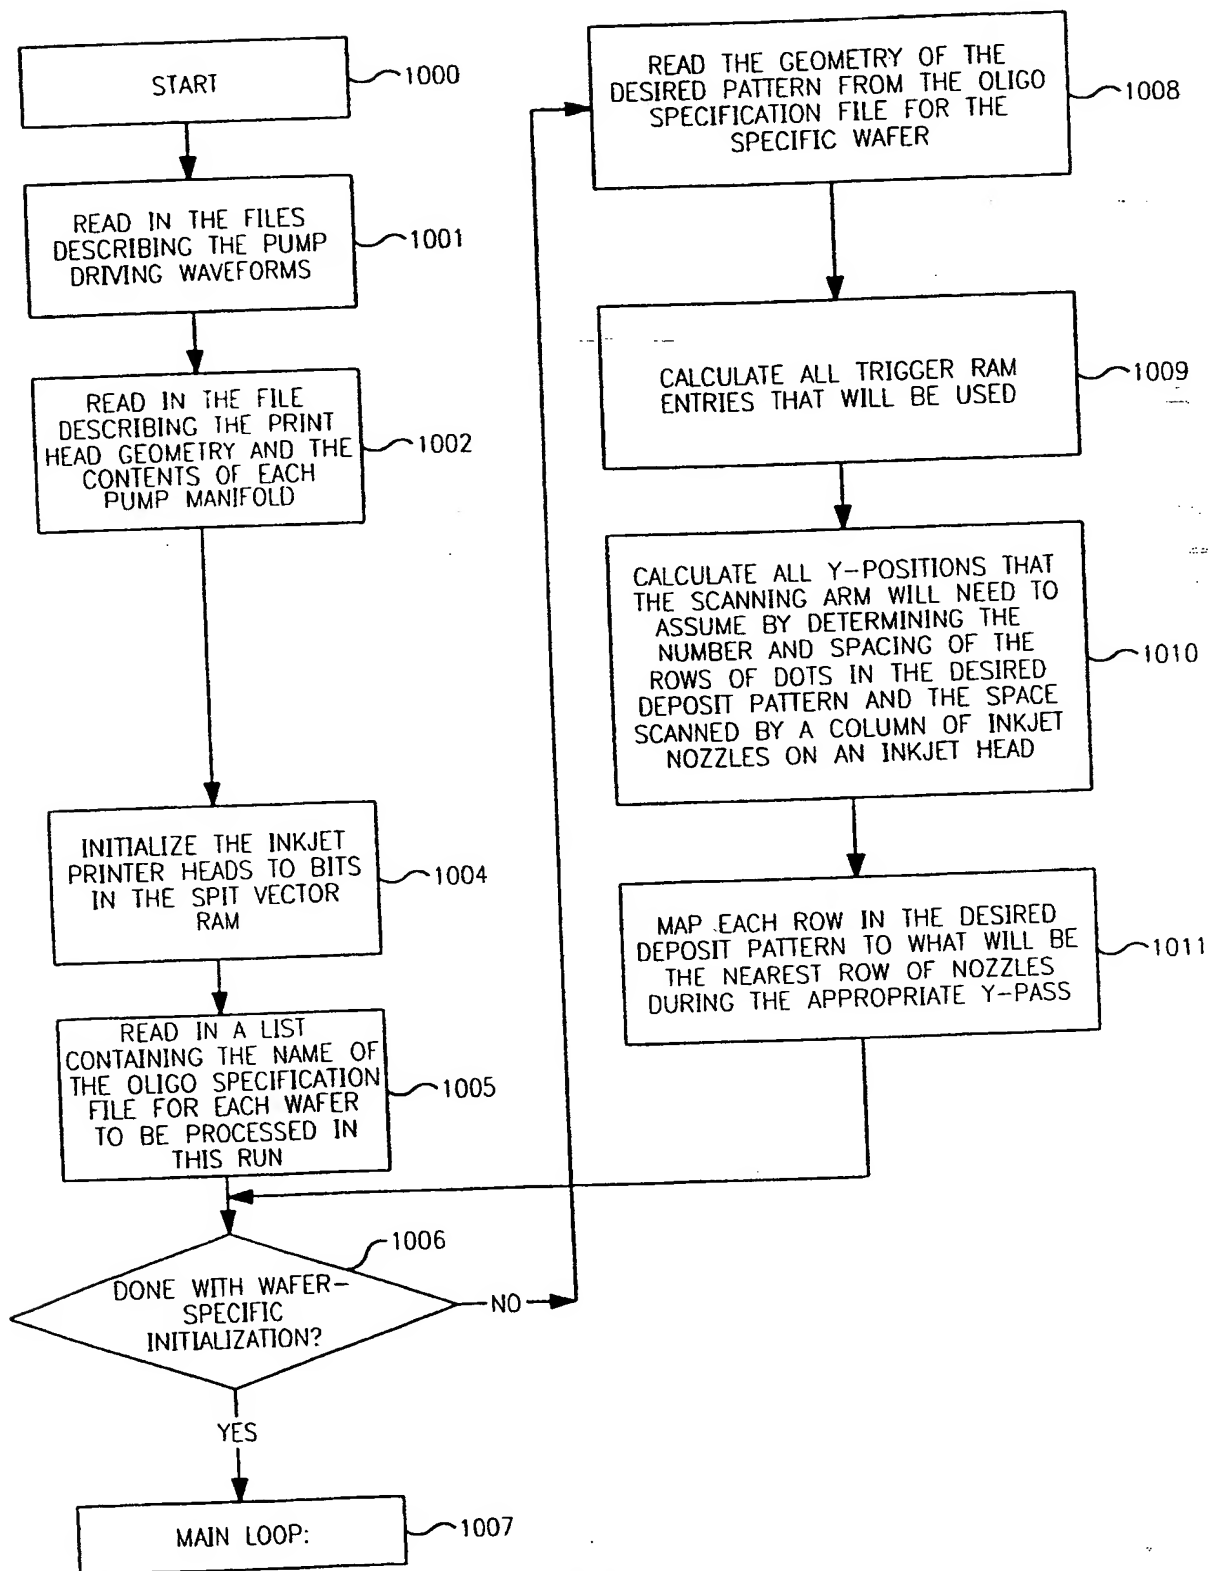 START
1000
READ IN THE FILES
DESCRIBING THE PUMP
DRIVING WAVEFORMS
1001
READ IN THE FILE
DESCRIBING THE PRINT
HEAD GEOMETRY AND THE
CONTENTS OF EACH
PUMP MANIFOLD
1002
INITIALIZE THE INKJET
PRINTER HEADS TO BITS
IN THE SPIT VECTOR
RAM
1004
READ IN A LIST
CONTAINING THE NAME OF
THE OLIGO SPECIFICATION
FILE FOR EACH WAFER
TO BE PROCESSED IN
THIS RUN
1005
DONE WITH WAFER-
SPECIFIC
INITIALIZATION?
1006
NO
YES
MAIN LOOP:
1007
READ THE GEOMETRY OF THE
DESIRED PATTERN FROM THE OLIGO
SPECIFICATION FILE FOR THE
SPECIFIC WAFER
1008
CALCULATE ALL TRIGGER RAM
ENTRIES THAT WILL BE USED
1009
CALCULATE ALL Y-POSITIONS THAT
THE SCANNING ARM WILL NEED TO
ASSUME BY DETERMINING THE
NUMBER AND SPACING OF THE
ROWS OF DOTS IN THE DESIRED
DEPOSIT PATTERN AND THE SPACE
SCANNED BY A COLUMN OF INKJET
NOZZLES ON AN INKJET HEAD
1010
MAP EACH ROW IN THE DESIRED
DEPOSIT PATTERN TO WHAT WILL BE
THE NEAREST ROW OF NOZZLES
DURING THE APPROPRIATE Y-PASS
1011